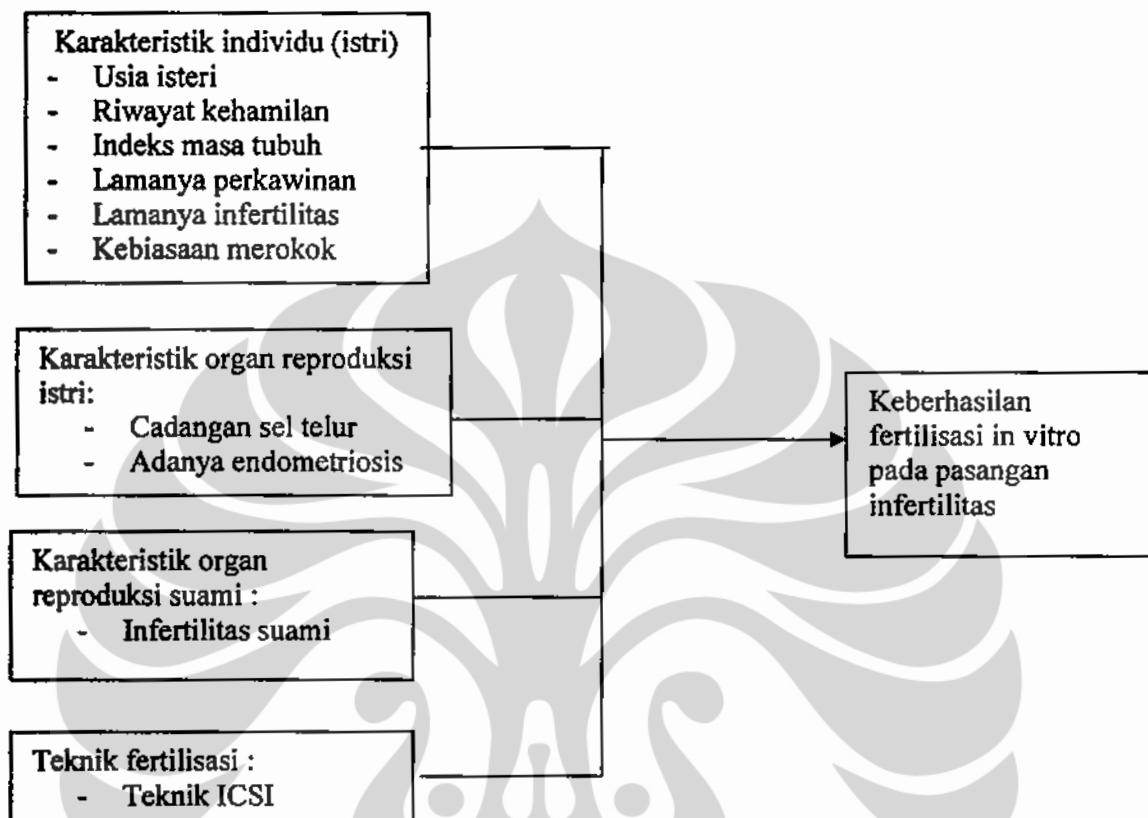 Karakteristik individu (istri)
- Usia isteri
- Riwayat kehamilan
- Indeks masa tubuh
- Lamanya perkawinan
- Lamanya infertilitas
- Kebiasaan merokok
Karakteristik organ reproduksi
istri:
- Cadangan sel telur
- Adanya endometriosis
Karakteristik organ
reproduksi suami :
- Infertilitas suami
Teknik fertilisasi :
- Teknik ICSI
Keberhasilan
fertilisasi in vitro
pada pasangan
infertilitas